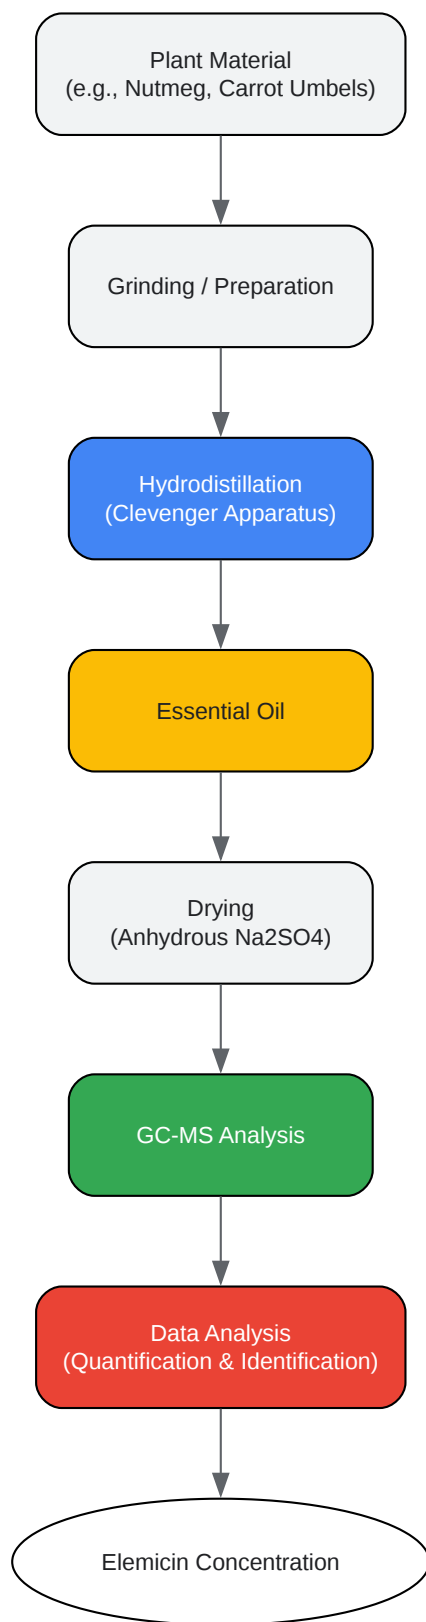 Plant Material
(e.g., Nutmeg, Carrot Umbels)
Grinding / Preparation
Hydrodistillation
(Clevenger Apparatus)
Essential Oil
Drying
(Anhydrous Na2SO4)
GC-MS Analysis
Data Analysis
(Quantification & Identification)
Elemicin Concentration